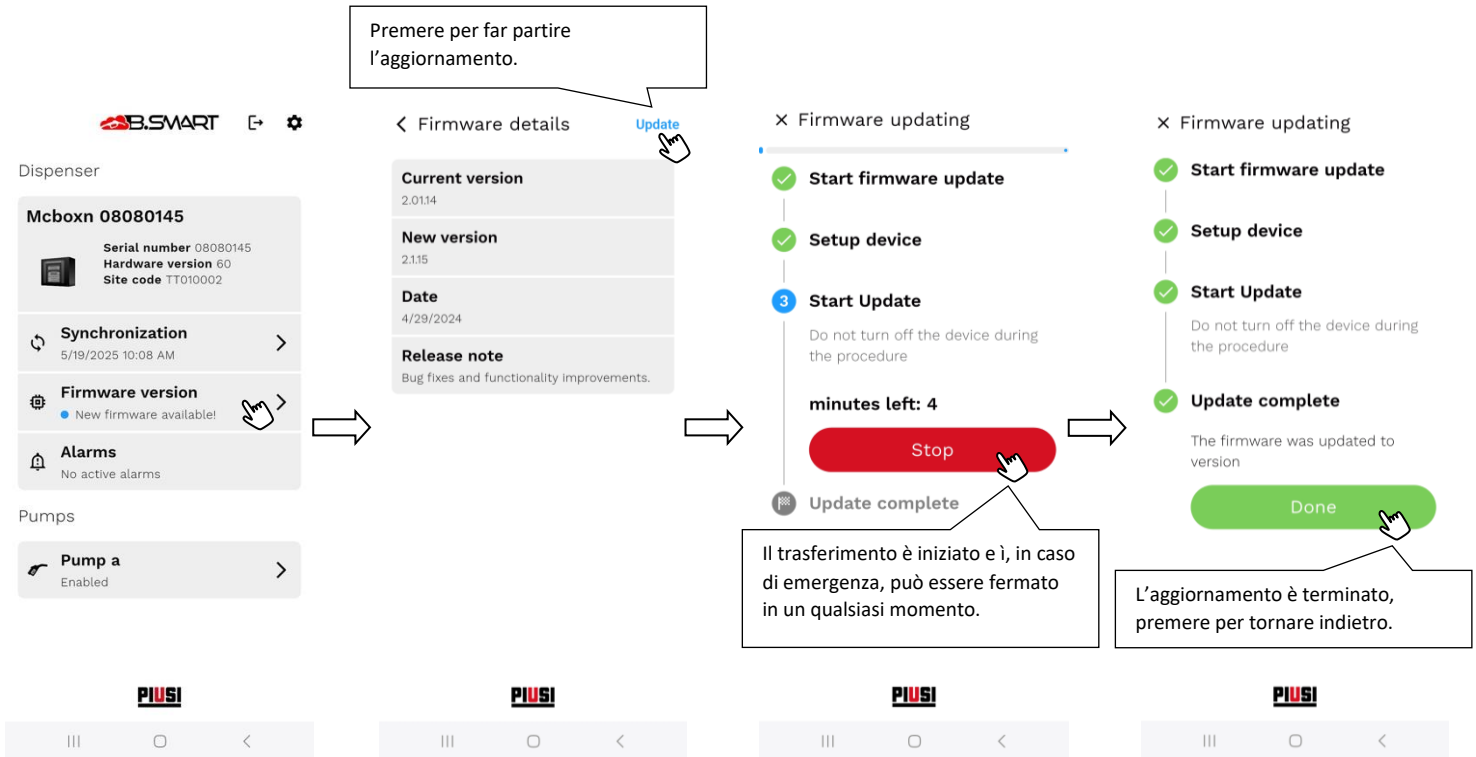 Premere per far partire
l’aggiornamento.
B.SMART
Dispenser
Mcboxn 08080145
Serial number 08080145
Hardware version 60
Site code TT010002
Synchronization
5/19/2025 10:08 AM
Firmware version
New firmware available!
Alarms
No active alarms
Pumps
Pump a
Enabled
PIUSI
Firmware details
Update
Current version
2.01.14
New version
2.1.15
Date
4/29/2024
Release note
Bug fixes and functionality improvements.
PIUSI
Firmware updating
Start firmware update
Setup device
3 Start Update
Do not turn off the device during
the procedure
minutes left: 4
Stop
Update complete
Il trasferimento è iniziato e ì, in caso
di emergenza, può essere fermato
in un qualsiasi momento.
PIUSI
Firmware updating
Start firmware update
Setup device
Start Update
Do not turn off the device during
the procedure
Update complete
The firmware was updated to
version
Done
L’aggiornamento è terminato,
premere per tornare indietro.
PIUSI